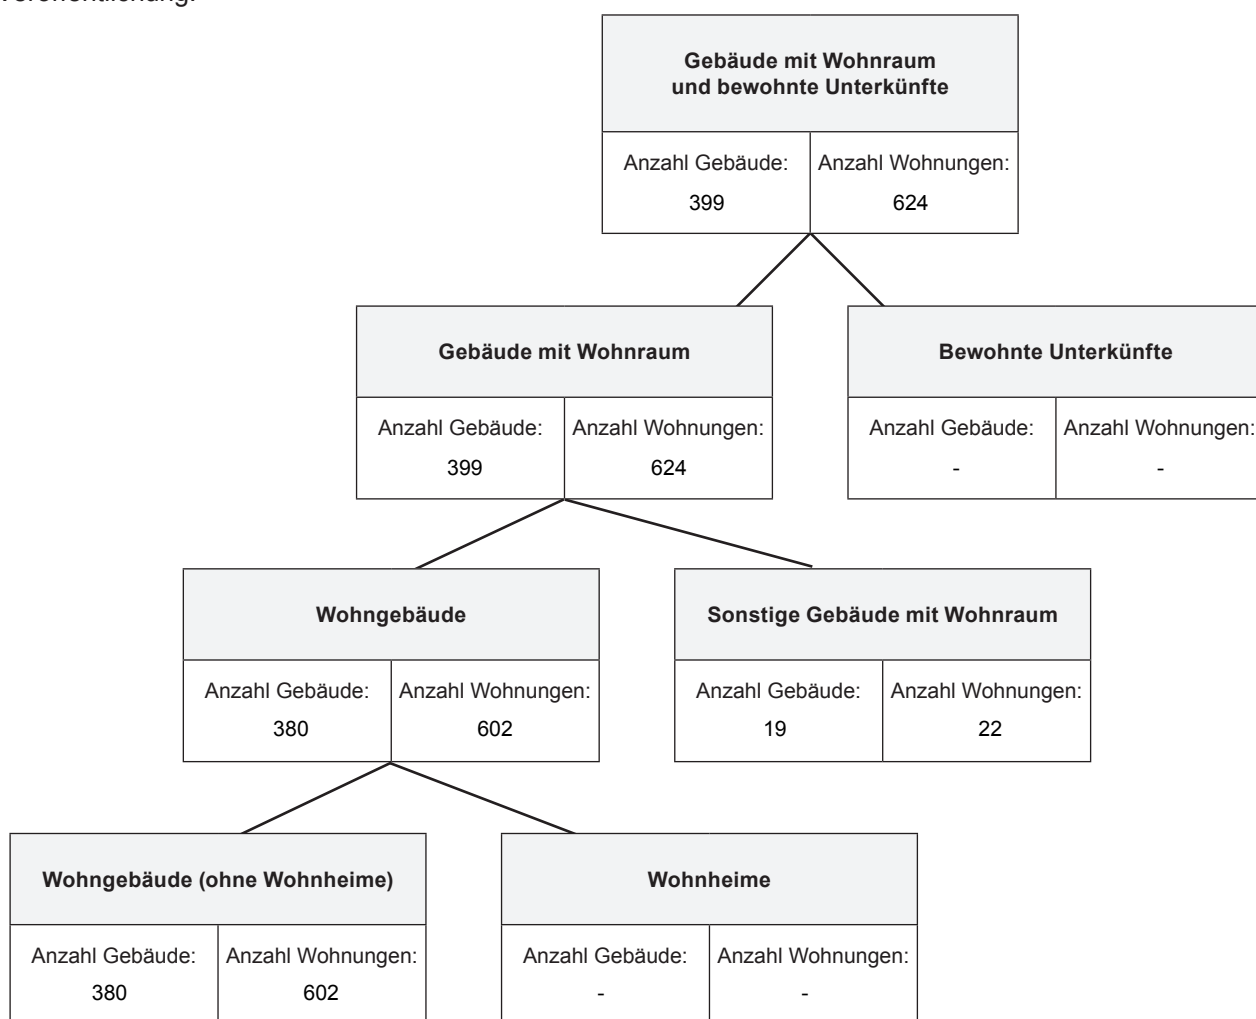 Veröffentlichung.
Gebäude mit Wohnraum
und bewohnte Unterkünfte
Anzahl Gebäude: Anzahl Wohnungen:
399 624
Gebäude mit Wohnraum
Anzahl Gebäude: Anzahl Wohnungen:
399 624
Bewohnte Unterkünfte
Anzahl Gebäude: Anzahl Wohnungen:
- -
Wohngebäude
Anzahl Gebäude: Anzahl Wohnungen:
380 602
Sonstige Gebäude mit Wohnraum
Anzahl Gebäude: Anzahl Wohnungen:
19 22
Wohngebäude (ohne Wohnheime)
Anzahl Gebäude: Anzahl Wohnungen:
380 602
Wohnheime
Anzahl Gebäude: Anzahl Wohnungen:
- -